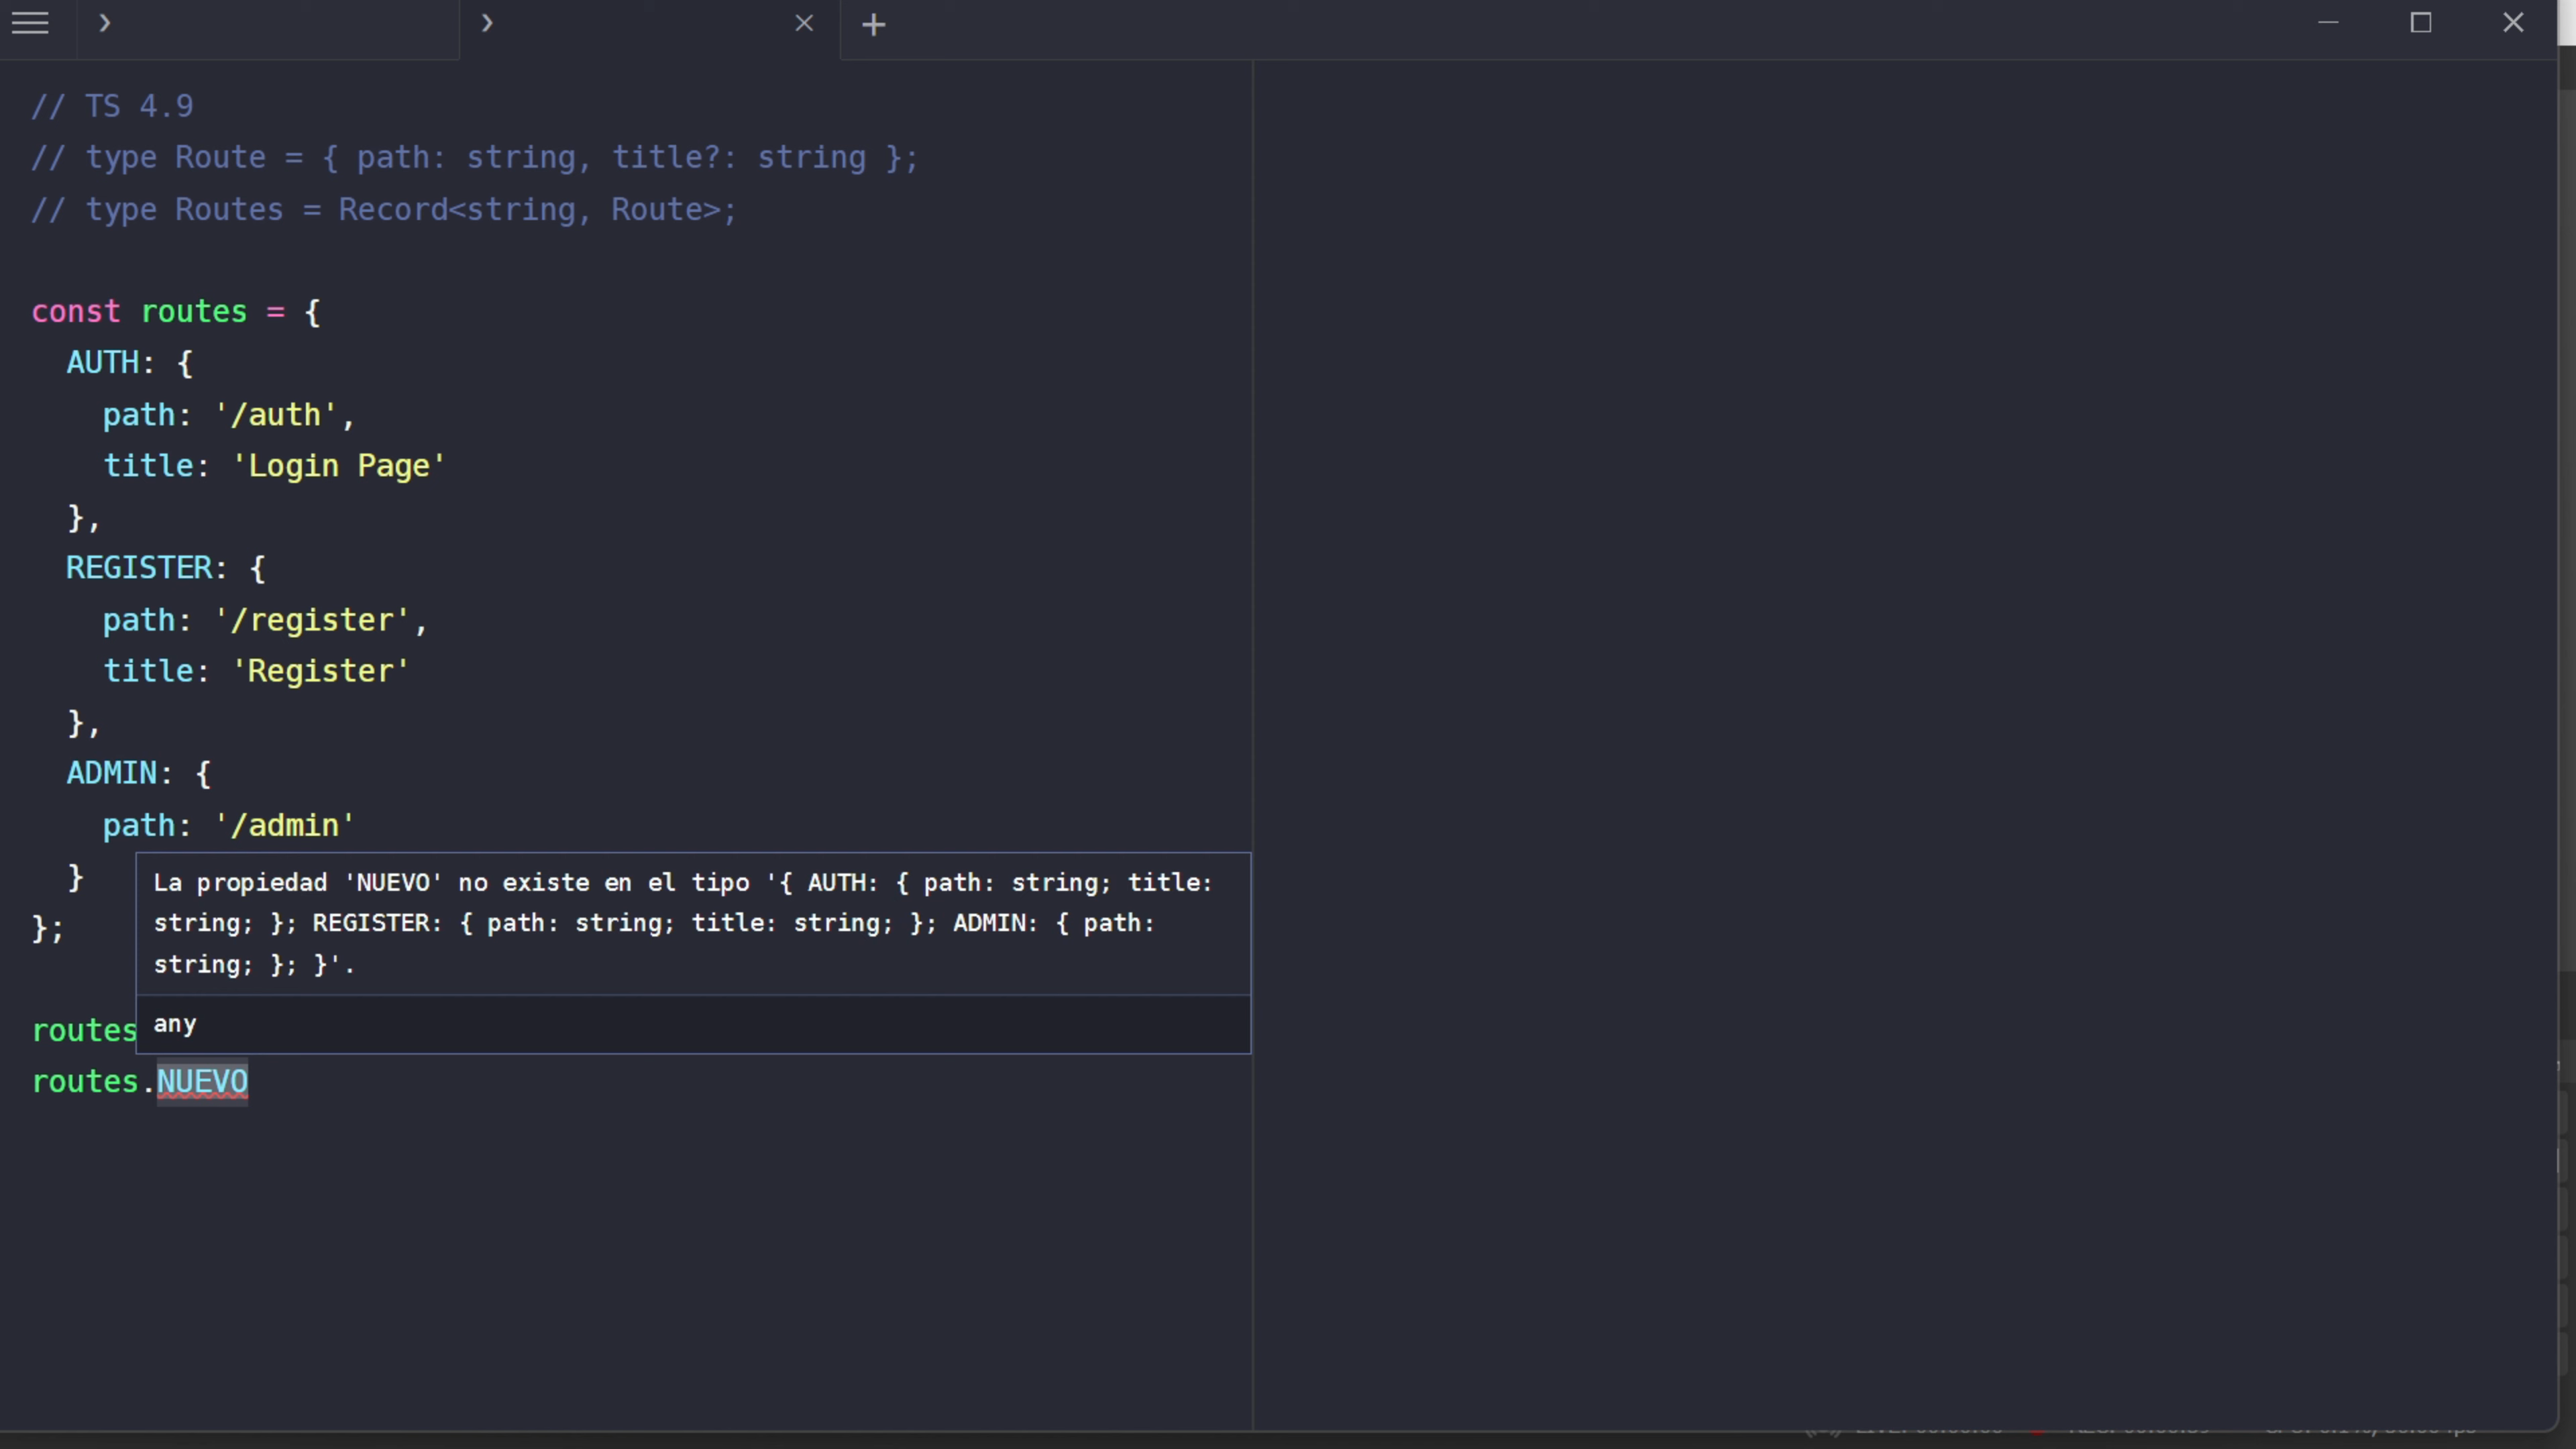 // TS 4.9
// type Route = { path: string, title?: string };
// type Routes = Record<string, Route>;
const routes = {
  AUTH: {
    path: '/auth',
    title: 'Login Page'
  },
  REGISTER: {
    path: '/register',
    title: 'Register'
  },
  ADMIN: {
    path: '/admin'
  }
};
La propiedad 'NUEVO' no existe en el tipo '{ AUTH: { path: string; title:
string; }; REGISTER: { path: string; title: string; }; ADMIN: { path:
string; }; }'.
any
routes
routes.NUEVO